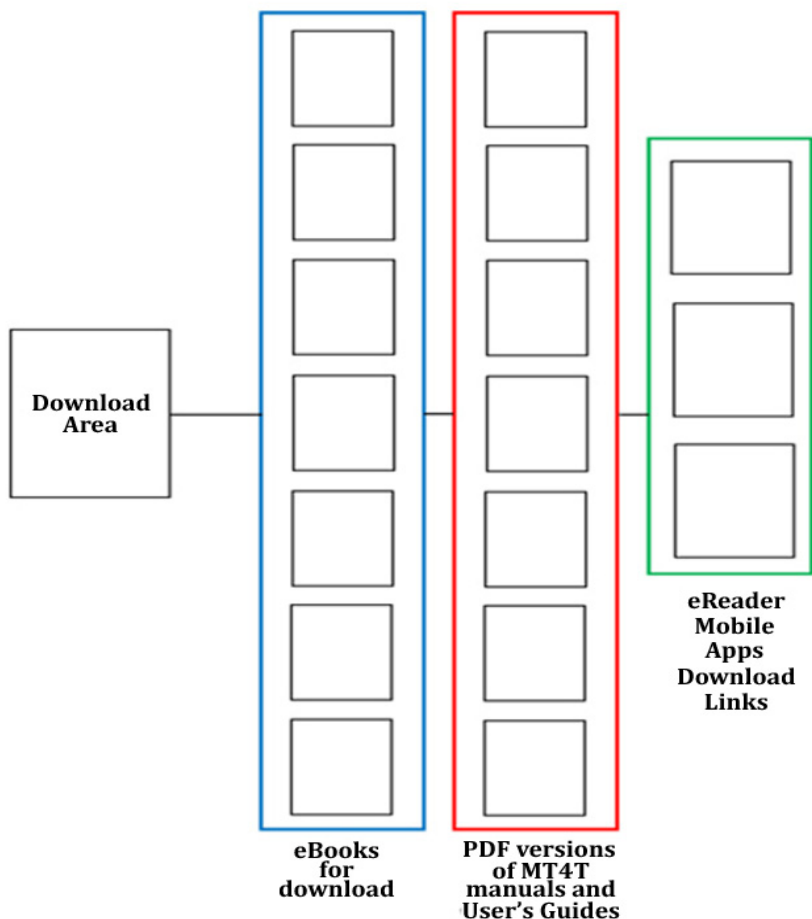 Download
Area
eBooks
for
download
PDF versions
of MT4T
manuals and
User's Guides
eReader
Mobile
Apps
Download
Links